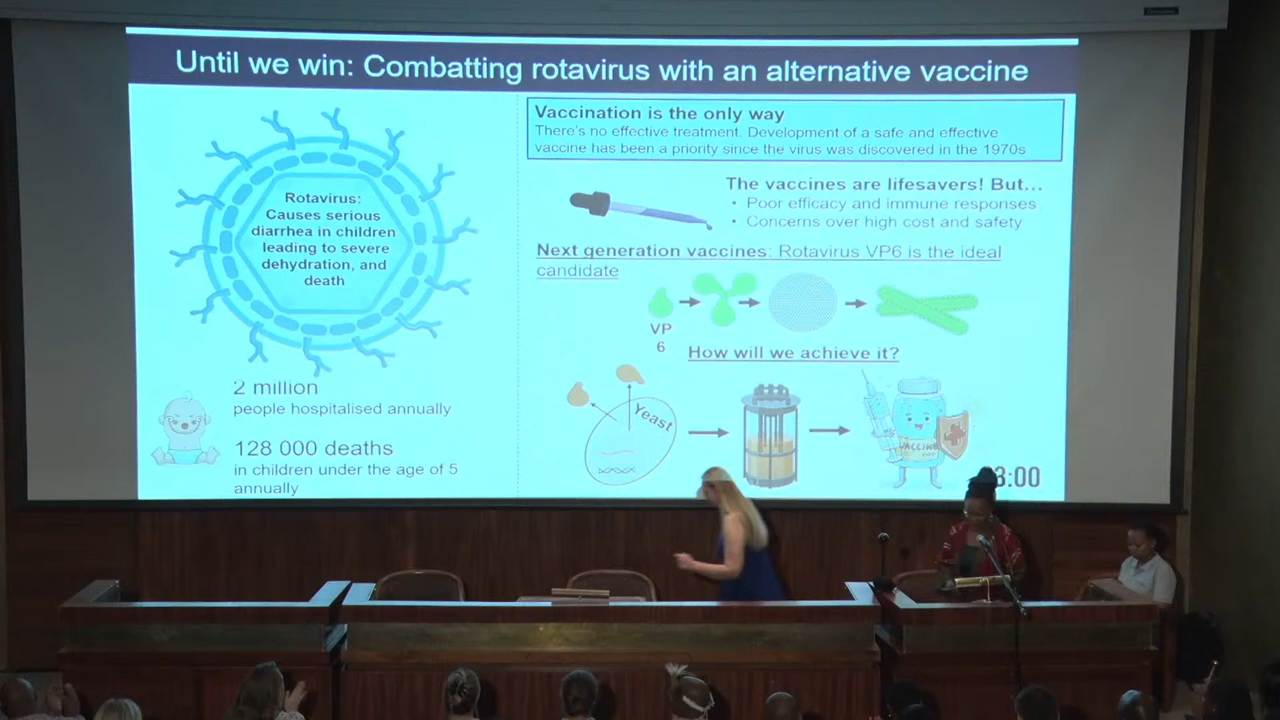 Until we win: Combatting rotavirus with an alternative vaccine
Rotavirus:
Causes serious
diarrhea in children
leading to severe
dehydration, and
death
2 million
people hospitalised annually
128 000 deaths
in children under the age of 5
annually
Vaccination is the only way
There's no effective treatment. Development of a safe and effective
vaccine has been a priority since the virus was discovered in the 1970s
The vaccines are lifesavers! But...
• Poor efficacy and immune responses
• Concerns over high cost and safety
Next generation vaccines: Rotavirus VP6 is the ideal
candidate
VP
6
How will we achieve it?
Yeast
VACCINE
3:00